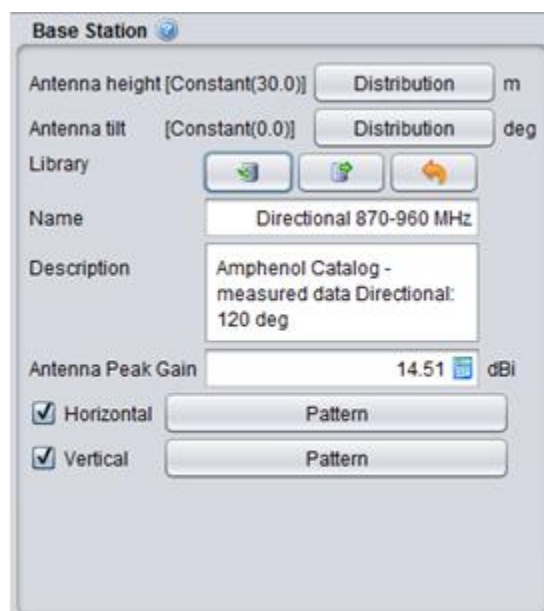 Base Station
Antenna height [Constant(30.0)] Distribution m
Antenna tilt [Constant(0.0)] Distribution deg
Library
Name Directional 870-960 MHz
Description Amphenol Catalog -
measured data Directional:
120 deg
Antenna Peak Gain 14.51 dBi
Horizontal Pattern
Vertical Pattern